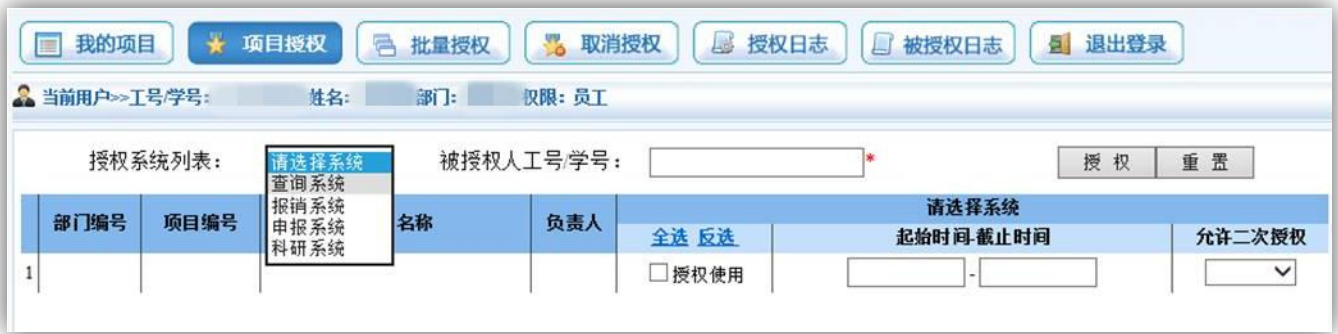 我的项目 项目授权 批量授权 取消授权 授权日志 被授权日志 退出登录
当前用户>>工号/学号: 姓名: 部门: 权限: 员工
授权系统列表: 请选择系统 被授权人工号/学号: * 授 权 重 置
查询系统
报销系统
申报系统
科研系统
部门编号 项目编号 名称 负责人 请选择系统
全选 反选 起始时间-截止时间 允许二次授权
1 授权使用 -